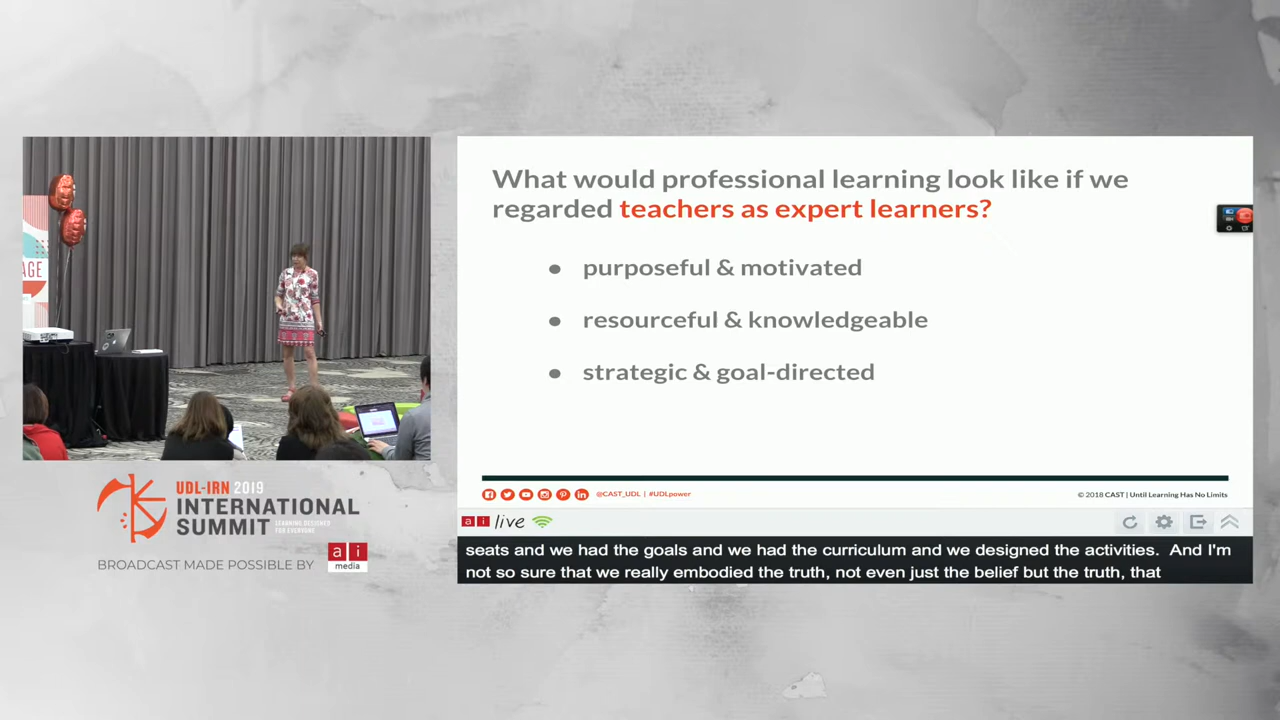 AGE
UDL-IRN 2019
INTERNATIONAL
SUMMIT LEARNING DESIGNED
FOR EVERYONE
BROADCAST MADE POSSIBLE BY ai
media
What would professional learning look like if we
regarded teachers as expert learners?
● purposeful & motivated
● resourceful & knowledgeable
● strategic & goal-directed
@CAST_UDL | #UDLpower
© 2018 CAST | Until Learning Has No Limits
ai live
seats and we had the goals and we had the curriculum and we designed the activities. And I'm
not so sure that we really embodied the truth, not even just the belief but the truth, that